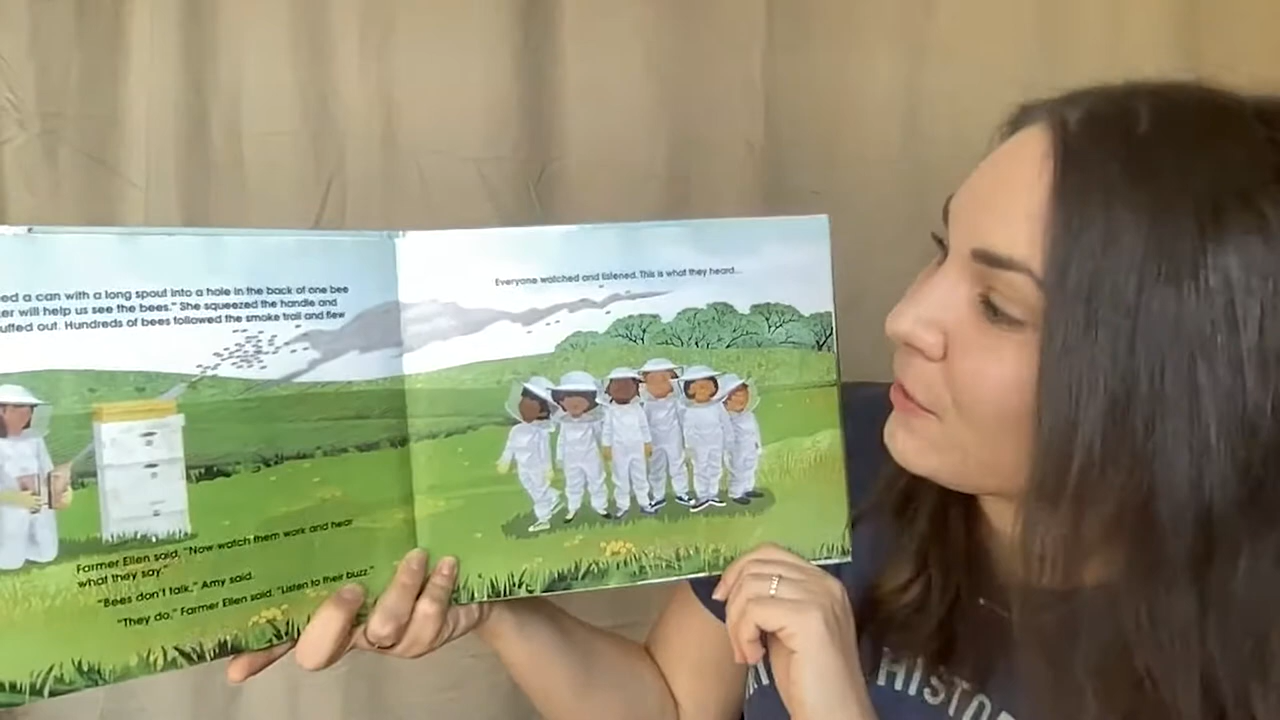 ed a can with a long spout into a hole in the back of one bee
er will help us see the bees." She squeezed the handle and
uffed out. Hundreds of bees followed the smoke trail and flew
Farmer Ellen said, "Now watch them work and hear
what they say."
"Bees don't talk," Amy said.
"They do," Farmer Ellen said. "Listen to their buzz."
Everyone watched and listened. This is what they heard...
HISTO